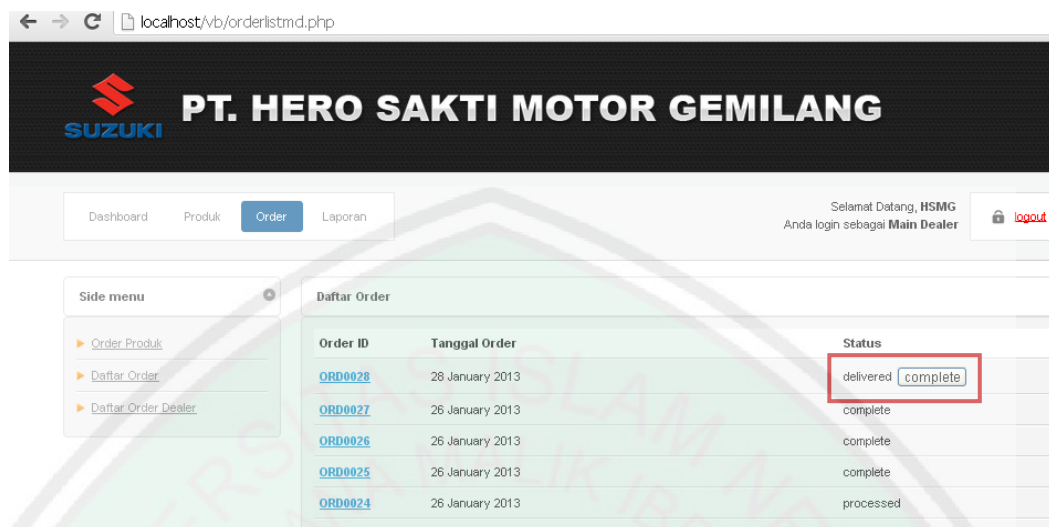 localhost/vb/orderlistmd.php
SUZUKI
PT. HERO SAKTI MOTOR GEMILANG
Dashboard Produk Order Laporan
Selamat Datang, HSMG
Anda login sebagai Main Dealer
logout
Side menu
Order Produk
Daftar Order
Daftar Order Dealer
Daftar Order
Order ID Tanggal Order Status
ORD0028 28 January 2013 delivered complete
ORD0027 26 January 2013 complete
ORD0026 26 January 2013 complete
ORD0025 26 January 2013 complete
ORD0024 26 January 2013 processed